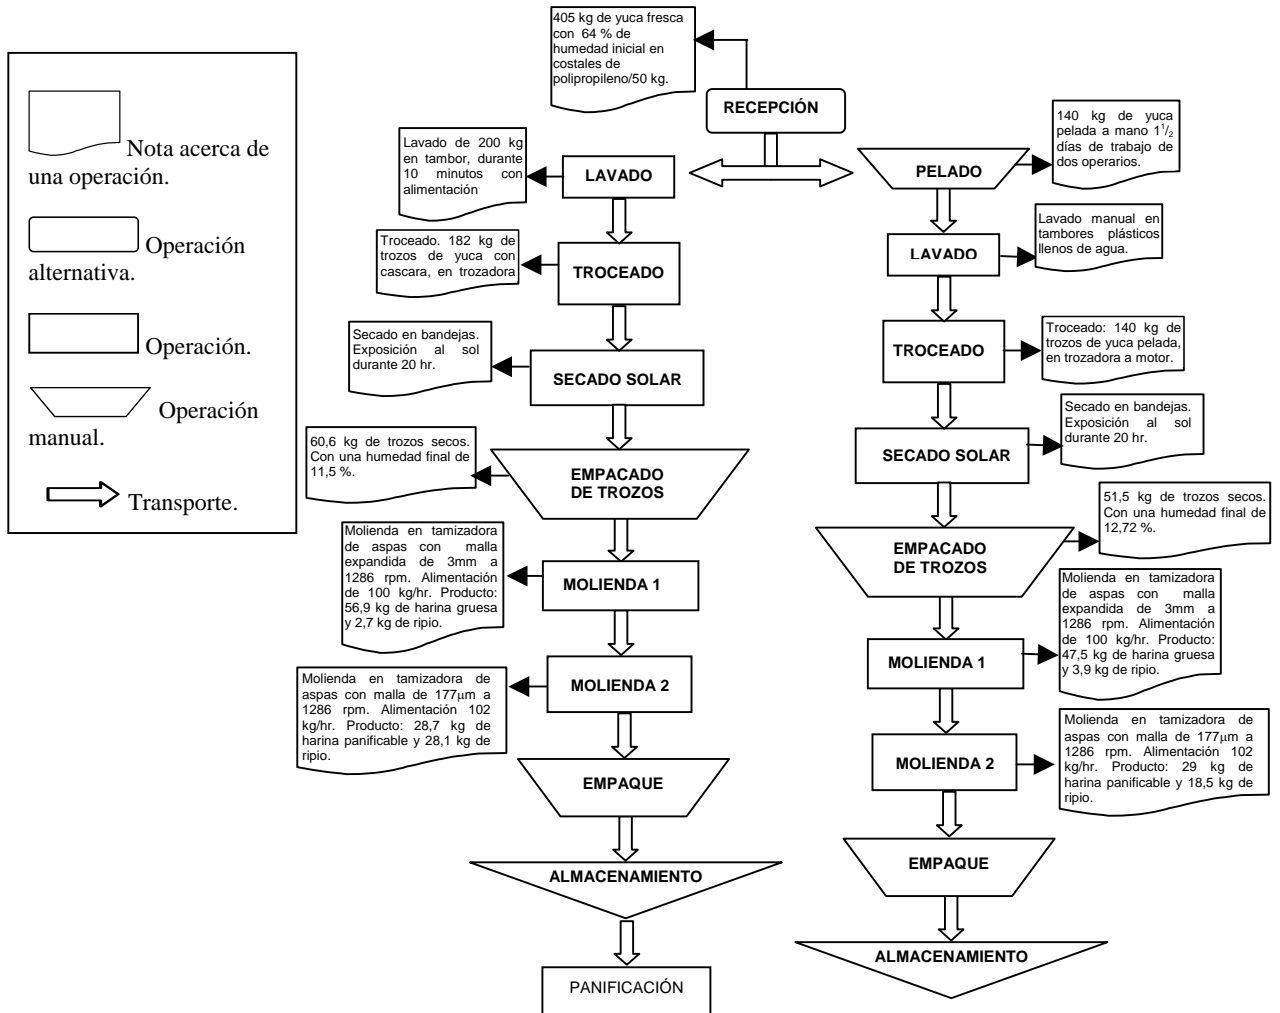 405 kg de yuca fresca
con 64 % de
humedad inicial en
costales de
polipropileno/50 kg.
RECEPCIÓN
Nota acerca de
una operación.
Operación
alternativa.
Operación.
Operación
manual.
Transporte.
Lavado de 200 kg
en tambor, durante
10 minutos con
alimentación
LAVADO
Troceado. 182 kg de
trozos de yuca con
cascara, en trozadora
TROCEADO
Secado en bandejas.
Exposición al sol
durante 20 hr.
SECADO SOLAR
60,6 kg de trozos secos.
Con una humedad final de
11,5 %.
EMPACADO
DE TROZOS
Molienda en tamizadora
de aspas con malla
expandida de 3mm a
1286 rpm. Alimentación
de 100 kg/hr. Producto:
56,9 kg de harina gruesa
y 2,7 kg de ripio.
MOLIENDA 1
Molienda en tamizadora de
aspas con malla de 177μm a
1286 rpm. Alimentación 102
kg/hr. Producto: 28,7 kg de
harina panificable y 28,1 kg de
ripio.
MOLIENDA 2
EMPAQUE
ALMACENAMIENTO
PANIFICACIÓN
PELADO
140 kg de yuca
pelada a mano 1 1/2
días de trabajo de
dos operarios.
LAVADO
Lavado manual en
tambores plásticos
llenos de agua.
TROCEADO
Troceado: 140 kg de
trozos de yuca pelada,
en trozadora a motor.
SECADO SOLAR
Secado en bandejas.
Exposición al sol
durante 20 hr.
EMPACADO
DE TROZOS
51,5 kg de trozos secos.
Con una humedad final de
12,72 %.
MOLIENDA 1
Molienda en tamizadora
de aspas con malla
expandida de 3mm a
1286 rpm. Alimentación
de 100 kg/hr. Producto:
47,5 kg de harina gruesa
y 3,9 kg de ripio.
MOLIENDA 2
Molienda en tamizadora de
aspas con malla de 177μm a
1286 rpm. Alimentación 102
kg/hr. Producto: 29 kg de
harina panificable y 18,5 kg de
ripio.
EMPAQUE
ALMACENAMIENTO